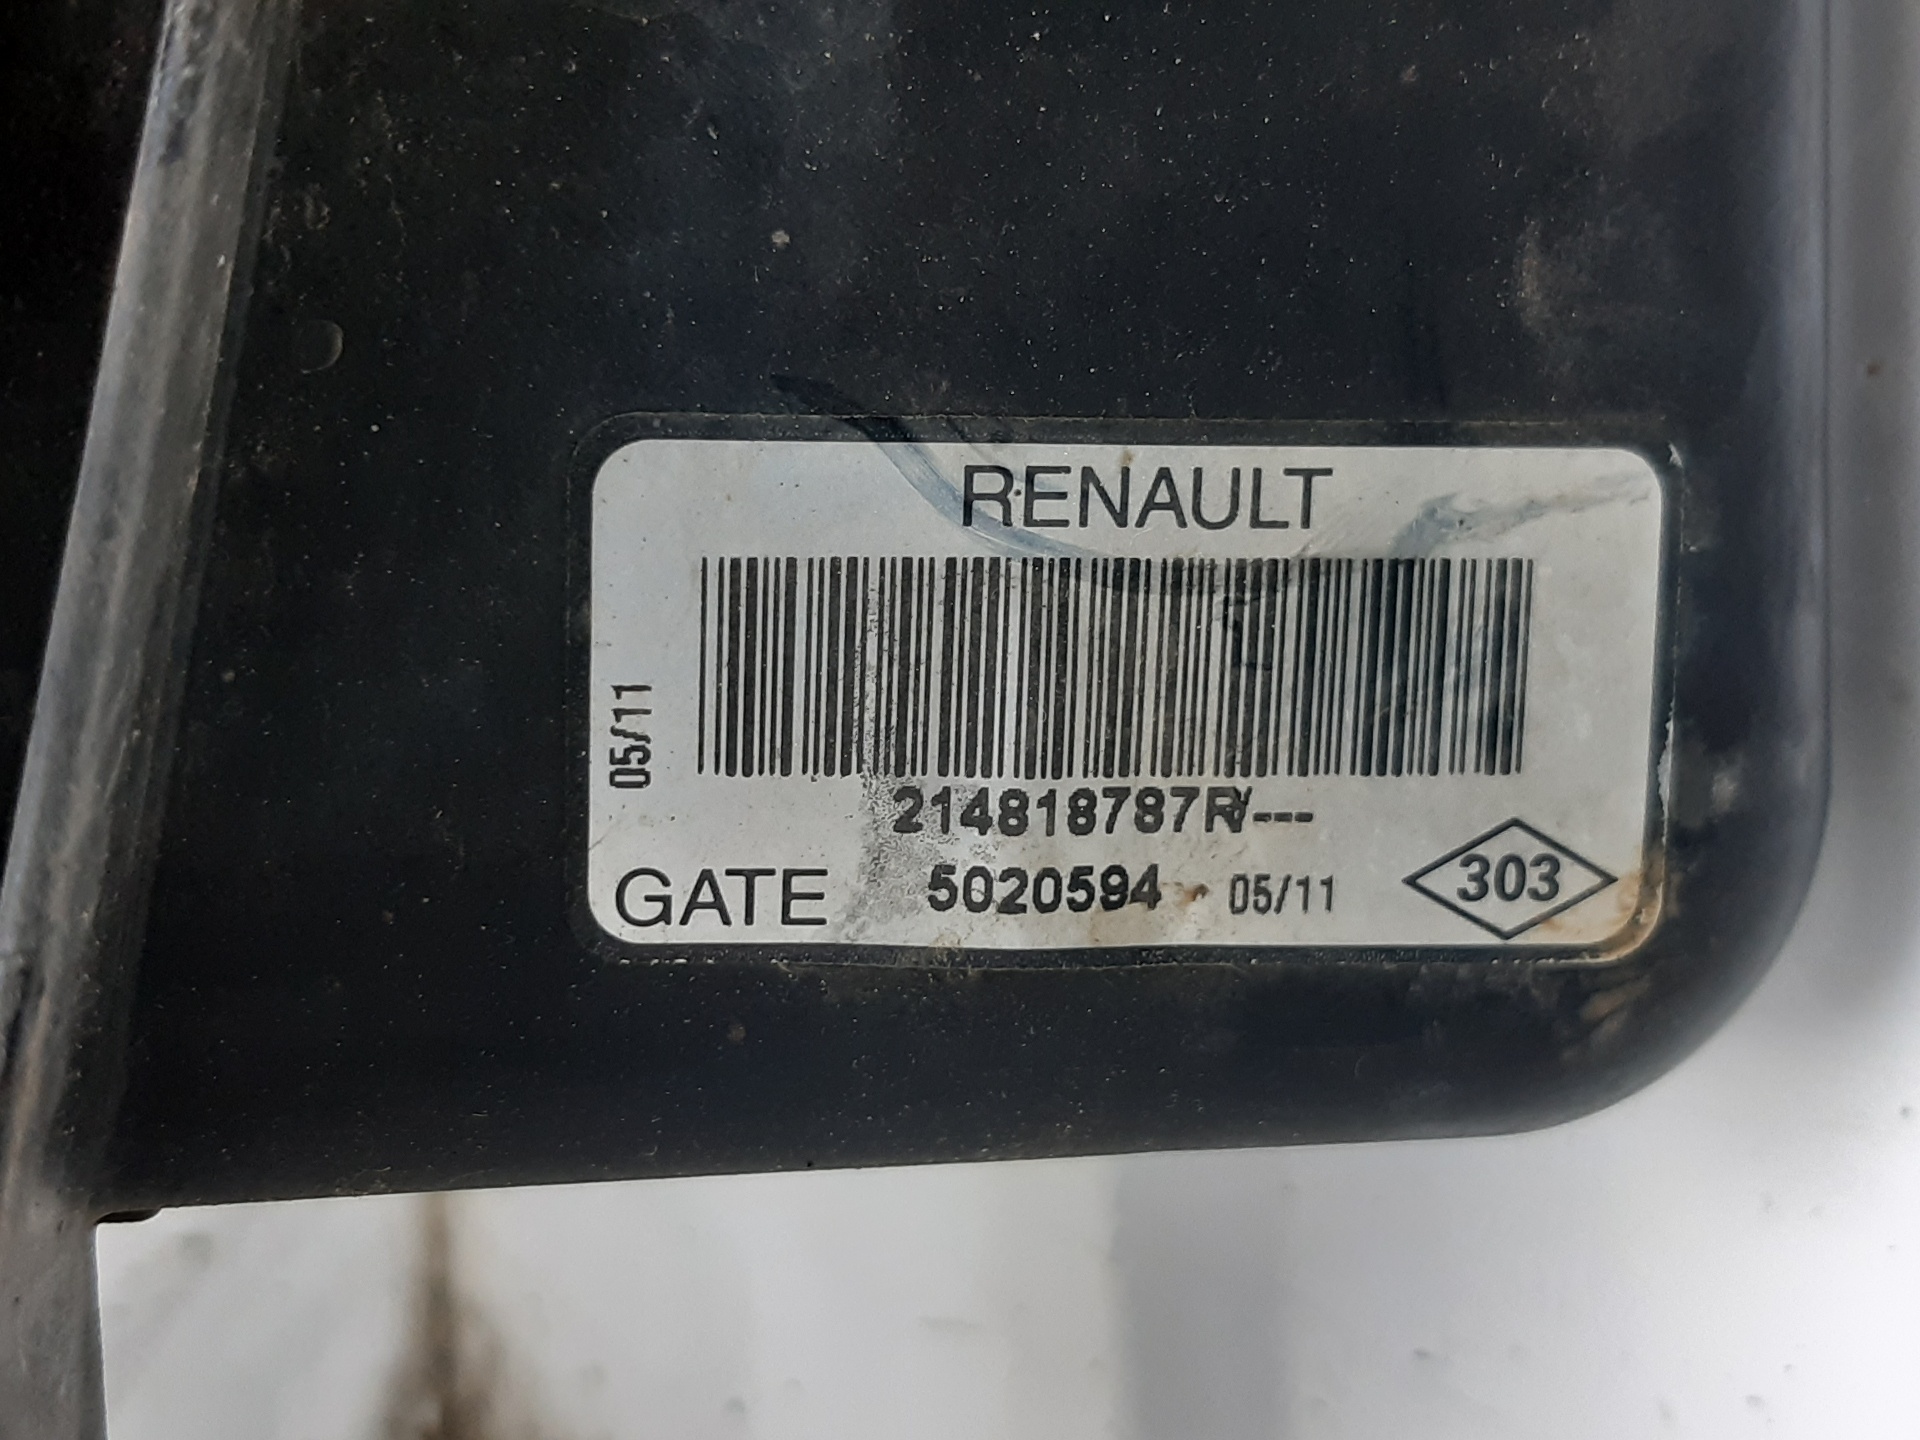 RENAULT
05/11
214818787R/---
GATE 5020594 05/11 303